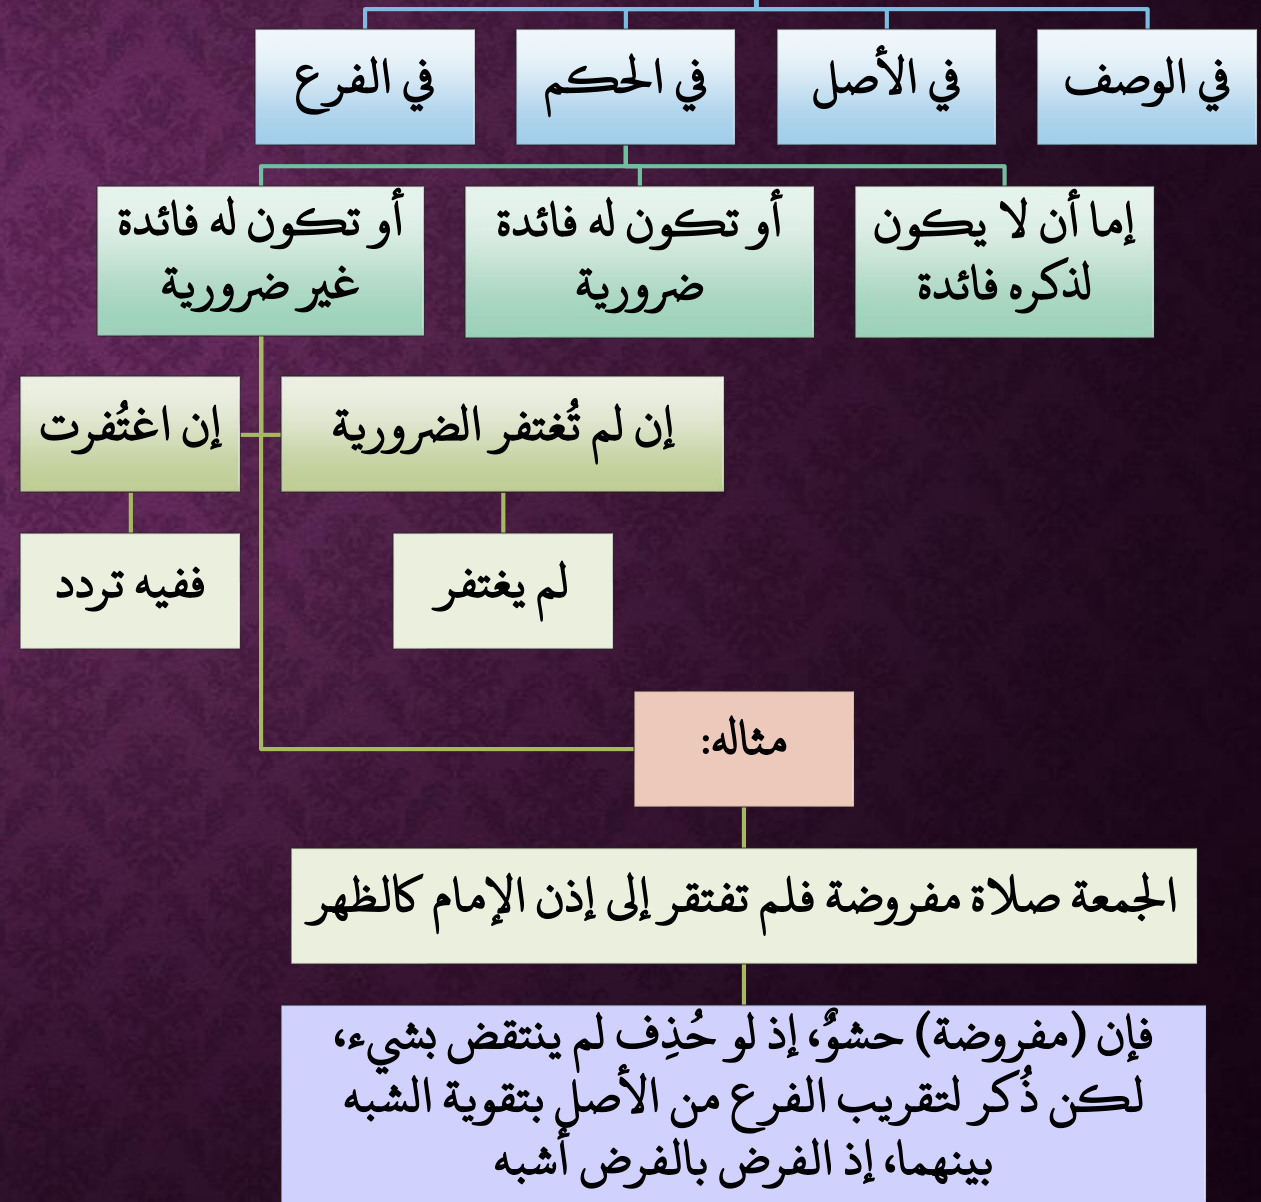 في الوصف
في الأصل
في الحكم
في الفرع
إما أن لا يكون
لذكره فائدة
أو تكون له فائدة
ضرورية
أو تكون له فائدة
غير ضرورية
إن لم تُغتفر الضرورية
إن اغتُفرت
لم يغتفر
ففيه تردد
مثاله:
الجمعة صلاة مفروضة فلم تفتقر إلى إذن الإمام كالظهر
فإن (مفروضة) حشوٌ، إذ لو حُذِف لم ينتقض بشيء،
لكن ذُكر لتقريب الفرع من الأصل بتقوية الشبه
بينهما، إذ الفرض بالفرض أشبه